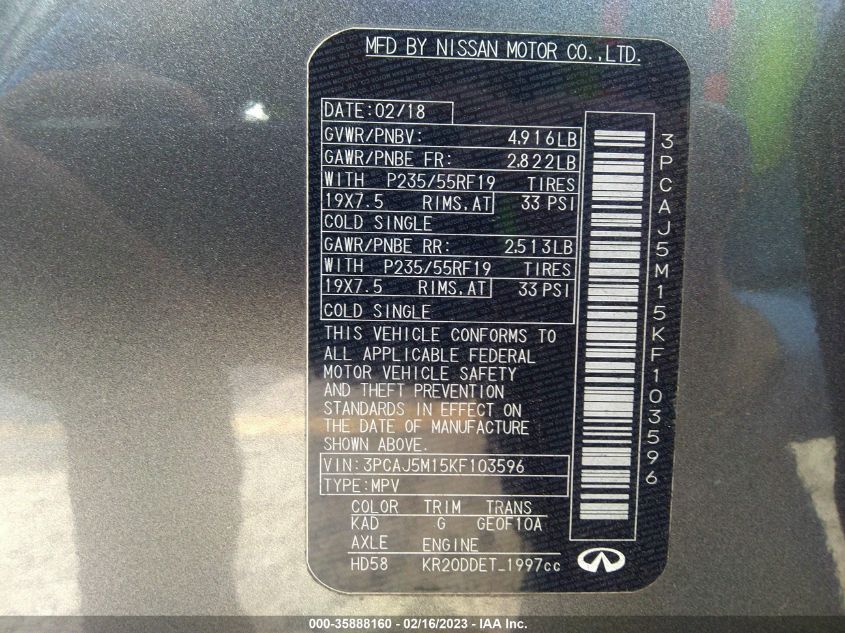 MFD BY NISSAN MOTOR CO.,LTD.
DATE:02/18
GVWR/PNBV: 4,916LB
GAWR/PNBE FR: 2,822LB
WITH P235/55RF19 TIRES
19X7.5 RIMS,AT 33 PSI
COLD SINGLE
GAWR/PNBE RR: 2,513LB
WITH P235/55RF19 TIRES
19X7.5 RIMS,AT 33 PSI
COLD SINGLE
THIS VEHICLE CONFORMS TO
ALL APPLICABLE FEDERAL
MOTOR VEHICLE SAFETY
AND THEFT PREVENTION
STANDARDS IN EFFECT ON
THE DATE OF MANUFACTURE
SHOWN ABOVE.
VIN:3PCAJ5M15KF103596
TYPE:MPV
COLOR TRIM TRANS
KAD G GE0F10A
AXLE ENGINE
HD58 KR20DDET_1997cc
3PCAJ5M15KF103596
000-35888160 - 02/16/2023 - IAAI Inc.